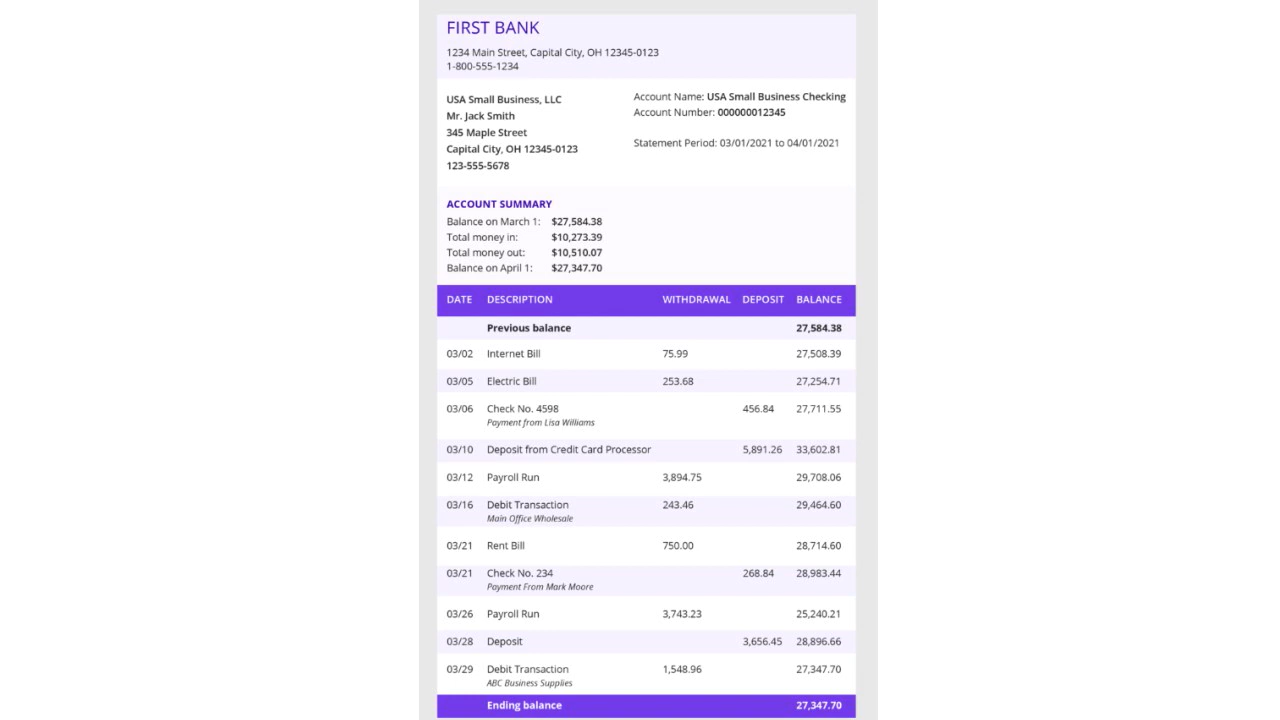 FIRST BANK
1234 Main Street, Capital City, OH 12345-0123
1-800-555-1234
USA Small Business, LLC
Mr. Jack Smith
345 Maple Street
Capital City, OH 12345-0123
123-555-5678
Account Name: USA Small Business Checking
Account Number: 000000012345
Statement Period: 03/01/2021 to 04/01/2021
ACCOUNT SUMMARY
Balance on March 1: $27,584.38
Total money in: $10,273.39
Total money out: $10,510.07
Balance on April 1: $27,347.70
DATE DESCRIPTION WITHDRAWAL DEPOSIT BALANCE
Previous balance 27,584.38
03/02 Internet Bill 75.99 27,508.39
03/05 Electric Bill 253.68 27,254.71
03/06 Check No. 4598 456.84 27,711.55
Payment from Lisa Williams
03/10 Deposit from Credit Card Processor 5,891.26 33,602.81
03/12 Payroll Run 3,894.75 29,708.06
03/16 Debit Transaction 243.46 29,464.60
Main Office Wholesale
03/21 Rent Bill 750.00 28,714.60
03/21 Check No. 234 268.84 28,983.44
Payment From Mark Moore
03/26 Payroll Run 3,743.23 25,240.21
03/28 Deposit 3,656.45 28,896.66
03/29 Debit Transaction 1,548.96 27,347.70
ABC Business Supplies
Ending balance 27,347.70